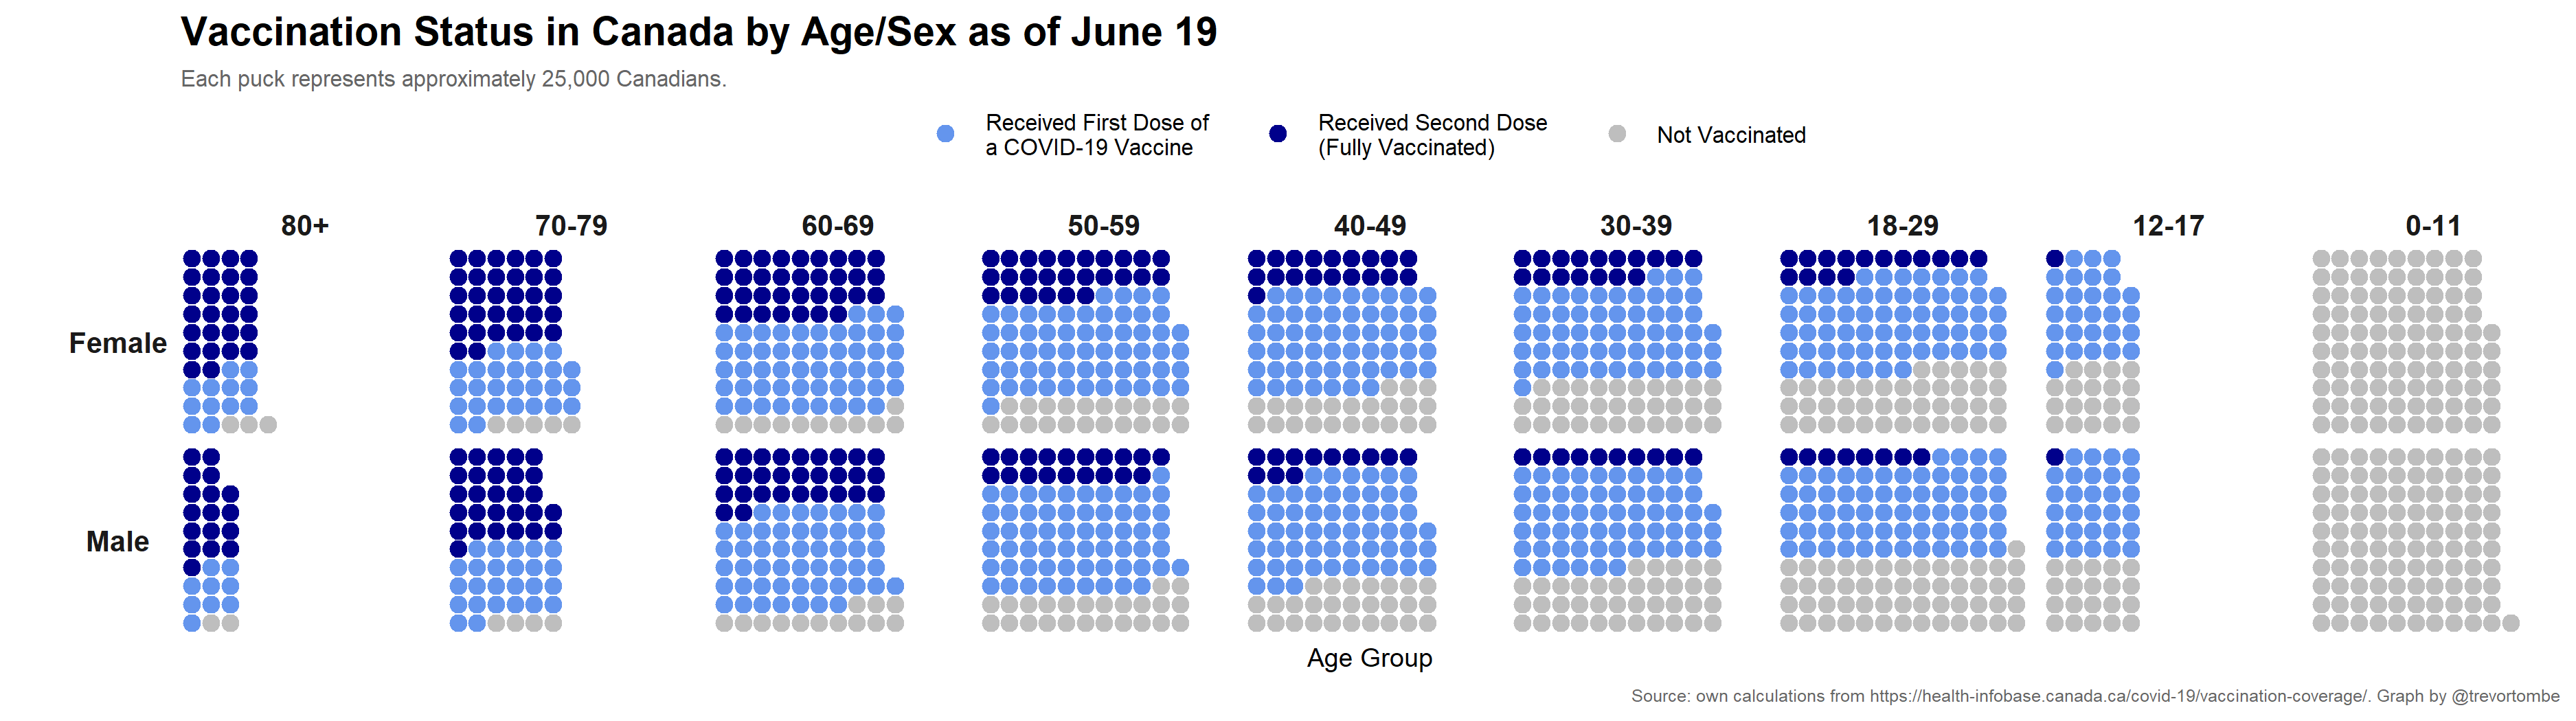 Vaccination Status in Canada by Age/Sex as of June 19
Each puck represents approximately 25,000 Canadians.
Received First Dose of
a COVID-19 Vaccine
Received Second Dose
(Fully Vaccinated)
Not Vaccinated
80+ 70-79 60-69 50-59 40-49 30-39 18-29 12-17 0-11
Female
Male
Age Group
Source: own calculations from https://health-infobase.canada.ca/covid-19/vaccination-coverage/. Graph by @trevortombe